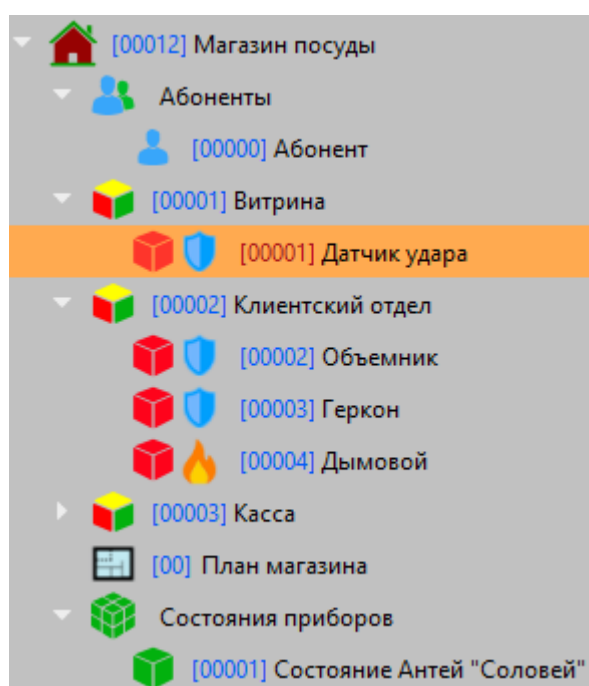 [00012] Магазин посуды
Абоненты
[00000] Абонент
[00001] Витрина
[00001] Датчик удара
[00002] Клиентский отдел
[00002] Объемник
[00003] Геркон
[00004] Дымовой
[00003] Касса
[00] План магазина
Состояния приборов
[00001] Состояние Антей "Соловей"